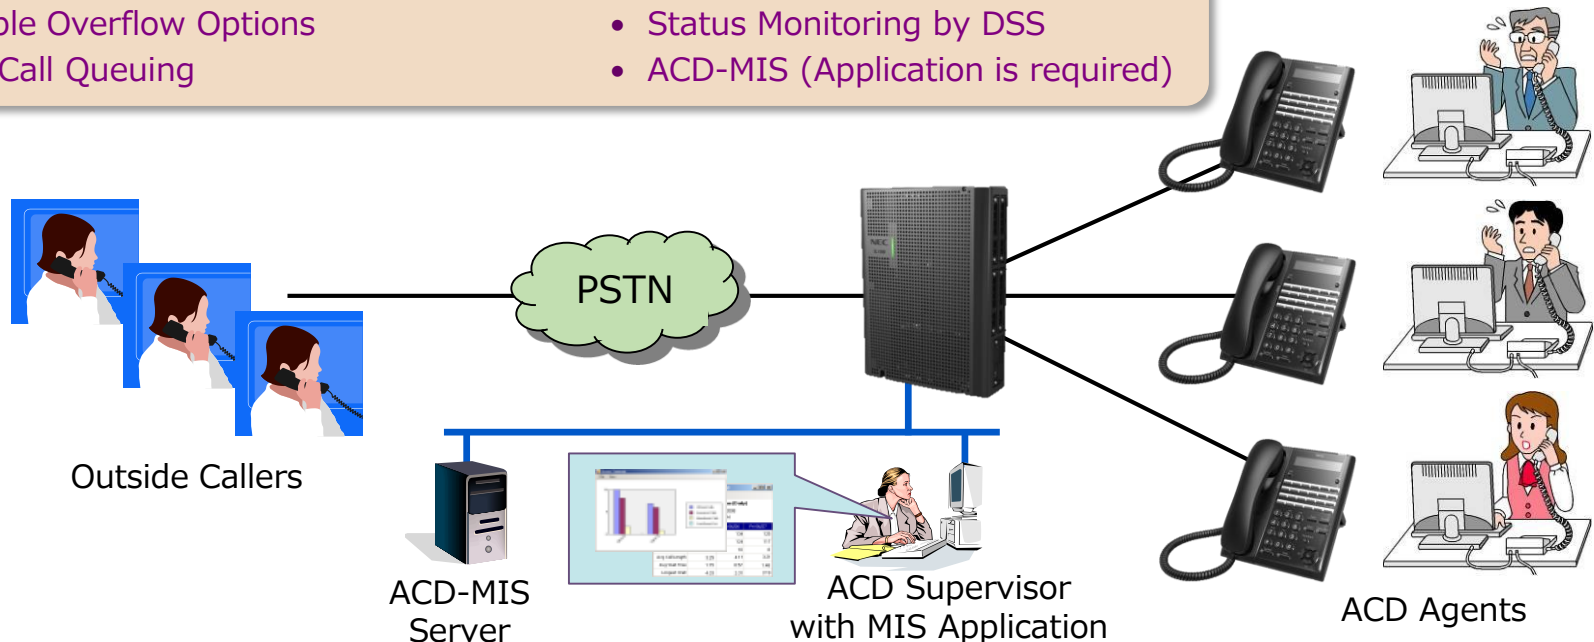 ble Overflow Options
Call Queuing
• Status Monitoring by DSS
• ACD-MIS (Application is required)
NEC
PSTN
Outside Callers
ACD-MIS
Server
ACD Supervisor
with MIS Application
ACD Agents